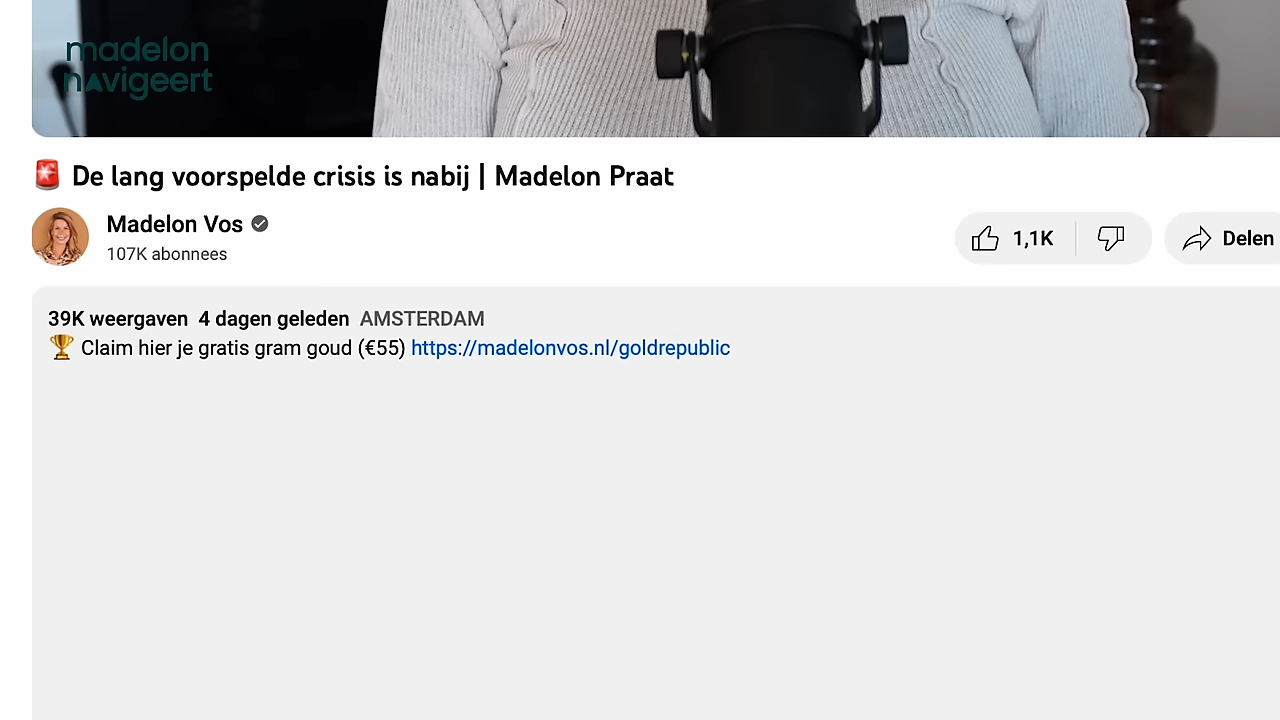 madelon
navigeert
De lang voorspelde crisis is nabij | Madelon Praat
Madelon Vos
107K abonnees
1,1K
Delen
39K weergaven 4 dagen geleden AMSTERDAM
Claim hier je gratis gram goud (€55) https://madelonvos.nl/goldrepublic